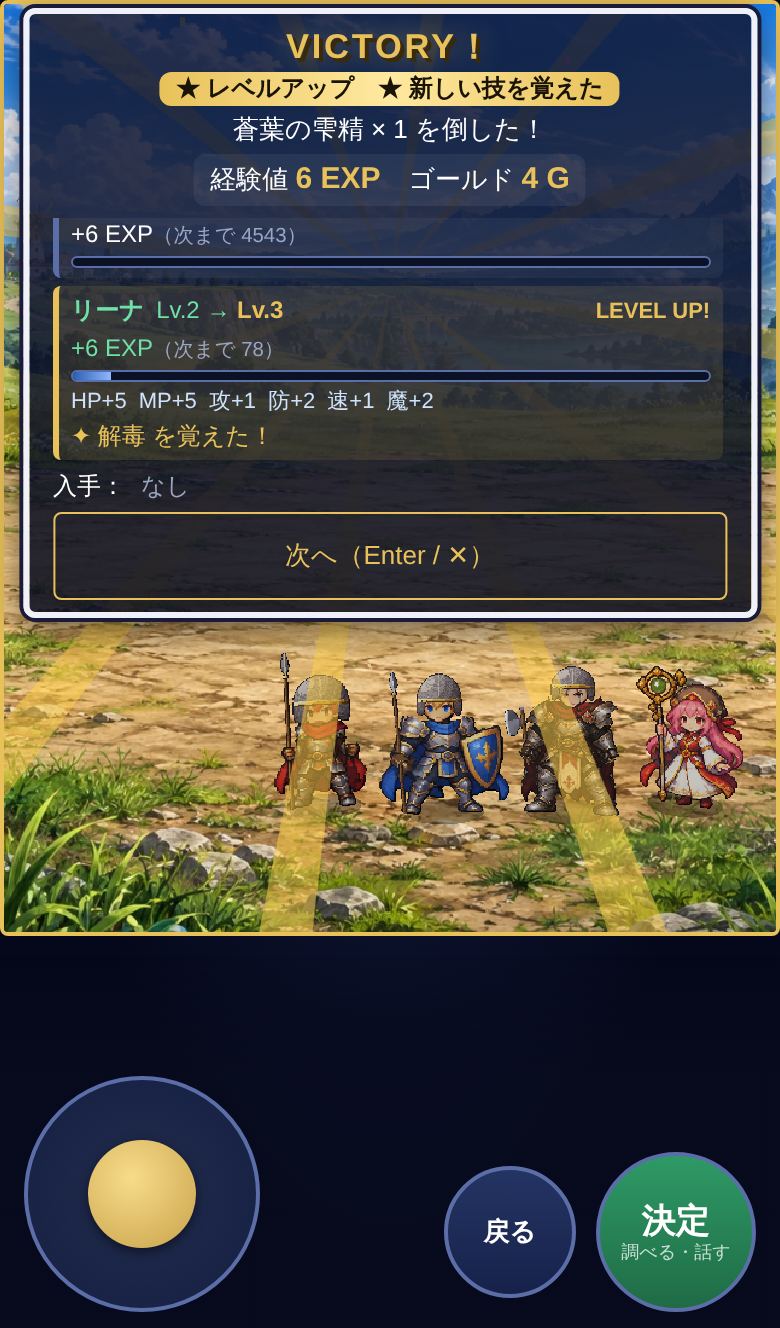 VICTORY！
★ レベルアップ ★ 新しい技を覚えた
蒼葉の雫精 × 1 を倒した！
経験値 6 EXP ゴールド 4 G
+6 EXP（次まで 4543）
リーナ Lv.2 → Lv.3 LEVEL UP!
+6 EXP（次まで 78）
HP+5 MP+5 攻+1 防+2 速+1 魔+2
✦ 解毒 を覚えた！
入手： なし
次へ（Enter / ✕）
戻る
決定
調べる・話す